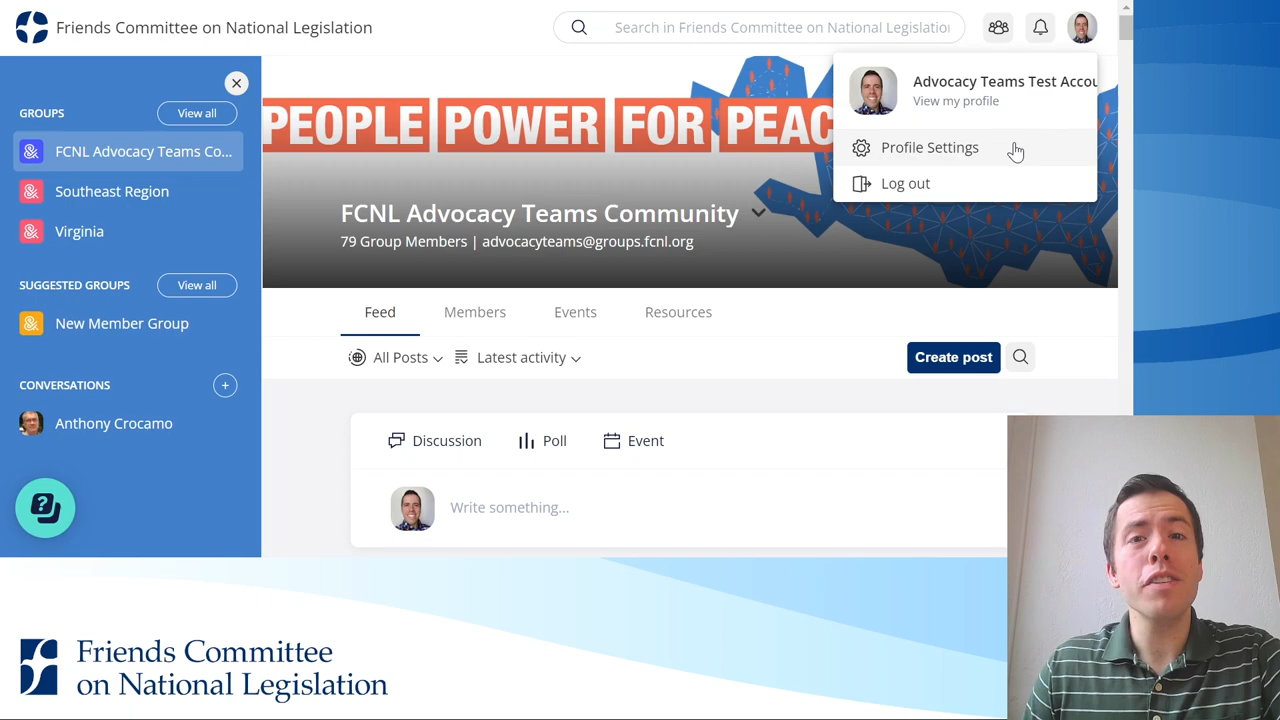 Friends Committee on National Legislation
Search in Friends Committee on National Legislation
Advocacy Teams Test Accou
View my profile
Profile Settings
Log out
GROUPS
View all
FCNL Advocacy Teams Co...
Southeast Region
Virginia
SUGGESTED GROUPS
View all
New Member Group
CONVERSATIONS
+
Anthony Crocamo
?
PEOPLE POWER FOR PEAC
FCNL Advocacy Teams Community
79 Group Members | advocacyteams@groups.fcnl.org
Feed
Members
Events
Resources
All Posts
Latest activity
Create post
Discussion
Poll
Event
Write something...
Friends Committee
on National Legislation